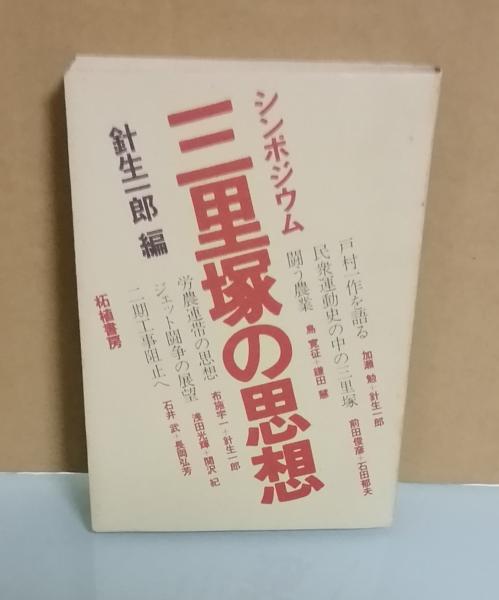 シンポジウム
三里塚の思想
針生一郎 編
戸村一作を語る
加瀬 勉+針生一郎
民衆運動史の中の三里塚
前田俊彦+石田郁夫
闘う農業
島 寛征+鎌田 慧
労農連帯の思想
布施宇一+針生一郎
ジェット闘争の展望
浅田光輝+関沢 紀
二期工事阻止へ
石井 武+長岡弘芳
拓植書房